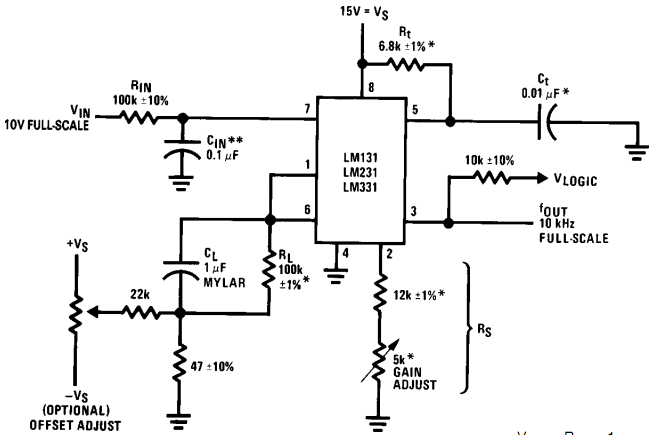 15V = VS
Rt
6.8k ±1% *
8
RIN
100k ±10%
VIN
10V FULL-SCALE
7
5
Ct
0.01 µF *
CIN**
0.1 µF
LM131
LM231
LM331
1
10k ±10%
VLOGIC
6
3
fOUT
10 kHz
FULL-SCALE
4
2
+VS
CL
1 µF
MYLAR
RL
100k
±1% *
22k
12k ±1% *
RS
47 ±10%
5k*
GAIN
ADJUST
−VS
(OPTIONAL)
OFFSET ADJUST